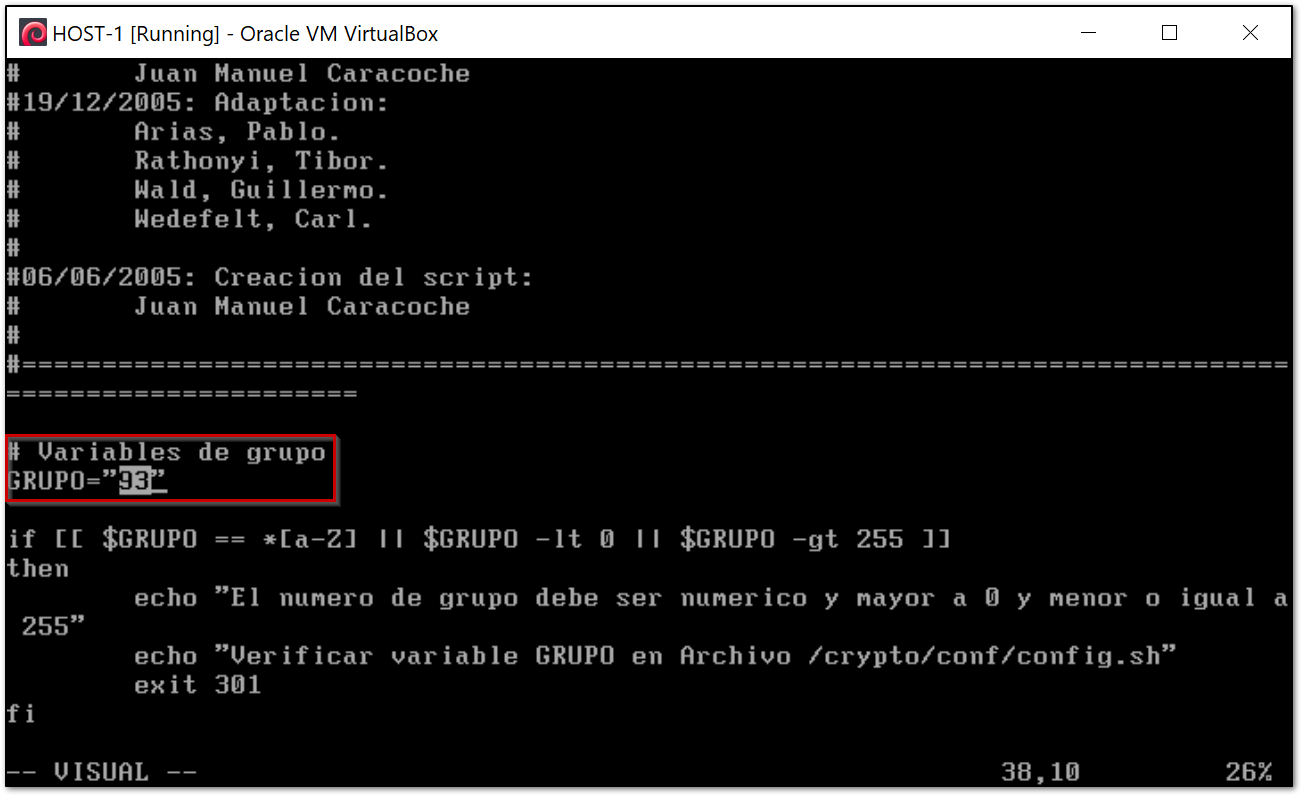 HOST-1 [Running] - Oracle VM VirtualBox
#       Juan Manuel Caracoche
#19/12/2005: Adaptacion:
#       Arias, Pablo.
#       Rathonyi, Tibor.
#       Wald, Guillermo.
#       Wedefelt, Carl.
#
#06/06/2005: Creacion del script:
#       Juan Manuel Caracoche
#
#===============================================================================
======================
# Variables de grupo
GRUPO="93"
if [[ $GRUPO == *[a-Z] || $GRUPO -lt 0 || $GRUPO -gt 255 ]]
then
        echo "El numero de grupo debe ser numerico y mayor a 0 y menor o igual a
 255"
        echo "Verificar variable GRUPO en Archivo /crypto/conf/config.sh"
        exit 301
fi
-- VISUAL --                                                  38,10         26%